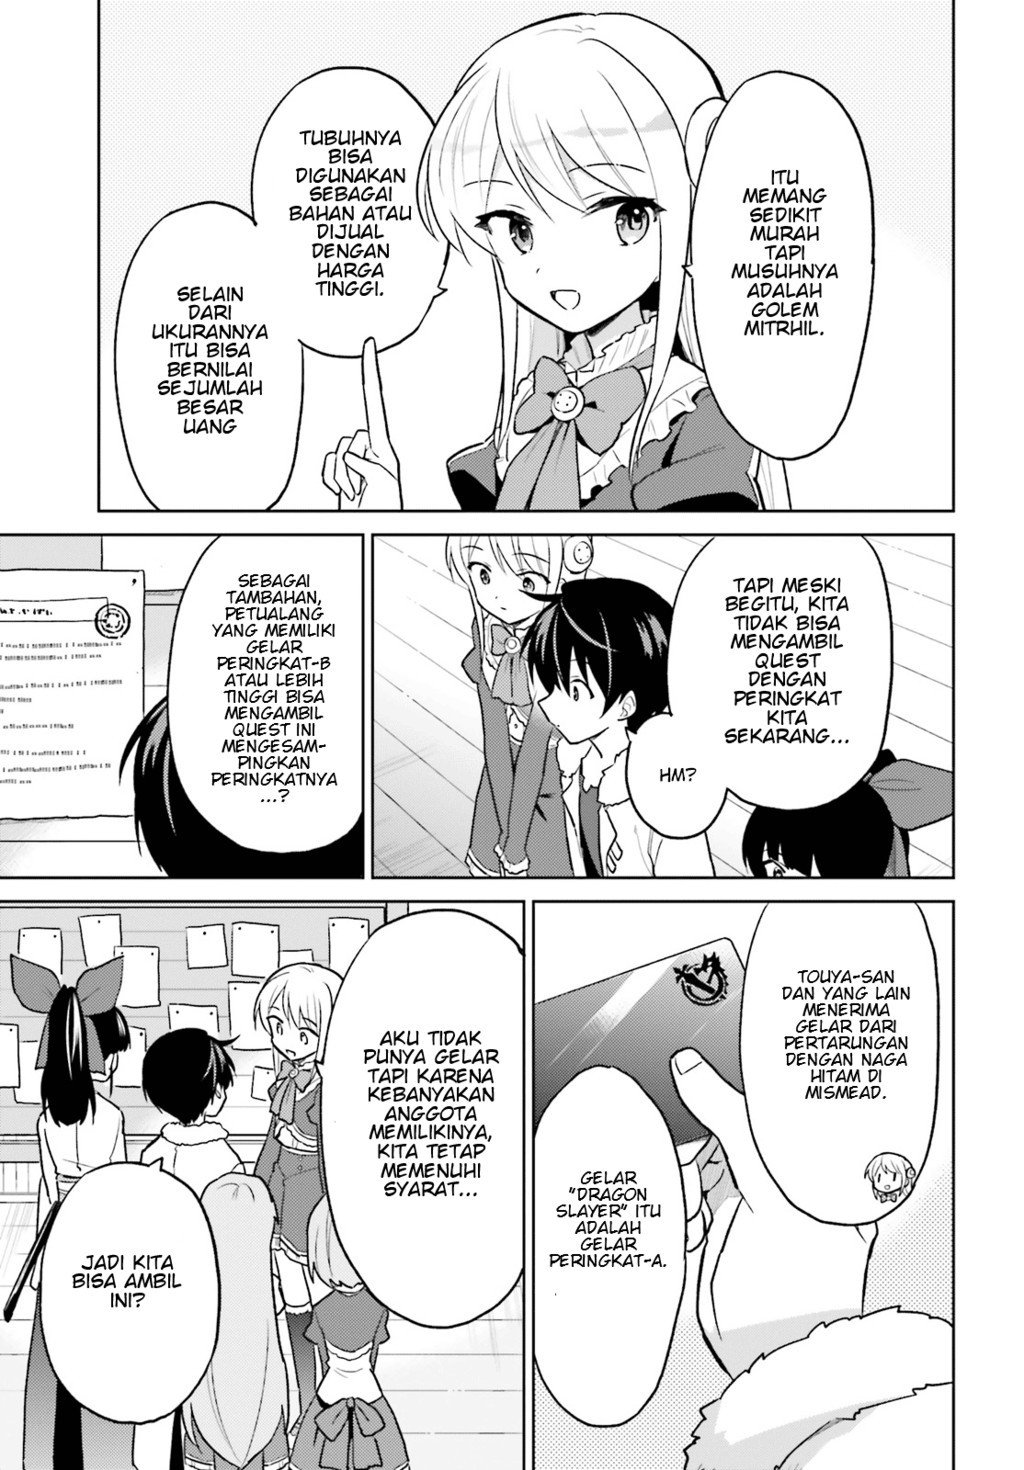 ITU
MEMANG
SEDIKIT
MURAH
TAPI
MUSUHNYA
ADALAH
GOLEM
MITRHIL.
TUBUHNYA
BISA
DIGUNAKAN
SEBAGAI
BAHAN ATAU
DIJUAL
DENGAN
HARGA
TINGGI.
SELAIN
DARI
UKURANNYA
ITU BISA
BERNILAI
SEJUMLAH
BESAR
UANG
TAPI MESKI
BEGITU, KITA
TIDAK BISA
MENGAMBIL
QUEST
DENGAN
PERINGKAT
KITA
SEKARANG...
HM?
SEBAGAI
TAMBAHAN,
PETUALANG
YANG MEMILIKI
GELAR
PERINGKAT-B
ATAU LEBIH
TINGGI BISA
MENGAMBIL
QUEST INI
MENGESAM-
PINGKAN
PERINGKATNYA
...?
TOUYA-SAN
DAN YANG LAIN
MENERIMA
GELAR DARI
PERTARUNGAN
DENGAN NAGA
HITAM DI
MISMEAD.
GELAR
"DRAGON
SLAYER" ITU
ADALAH
GELAR
PERINGKAT-A.
AKU TIDAK
PUNYA GELAR
TAPI KARENA
KEBANYAKAN
ANGGOTA
MEMILIKINYA,
KITA TETAP
MEMENUHI
SYARAT...
JADI KITA
BISA AMBIL
INI?